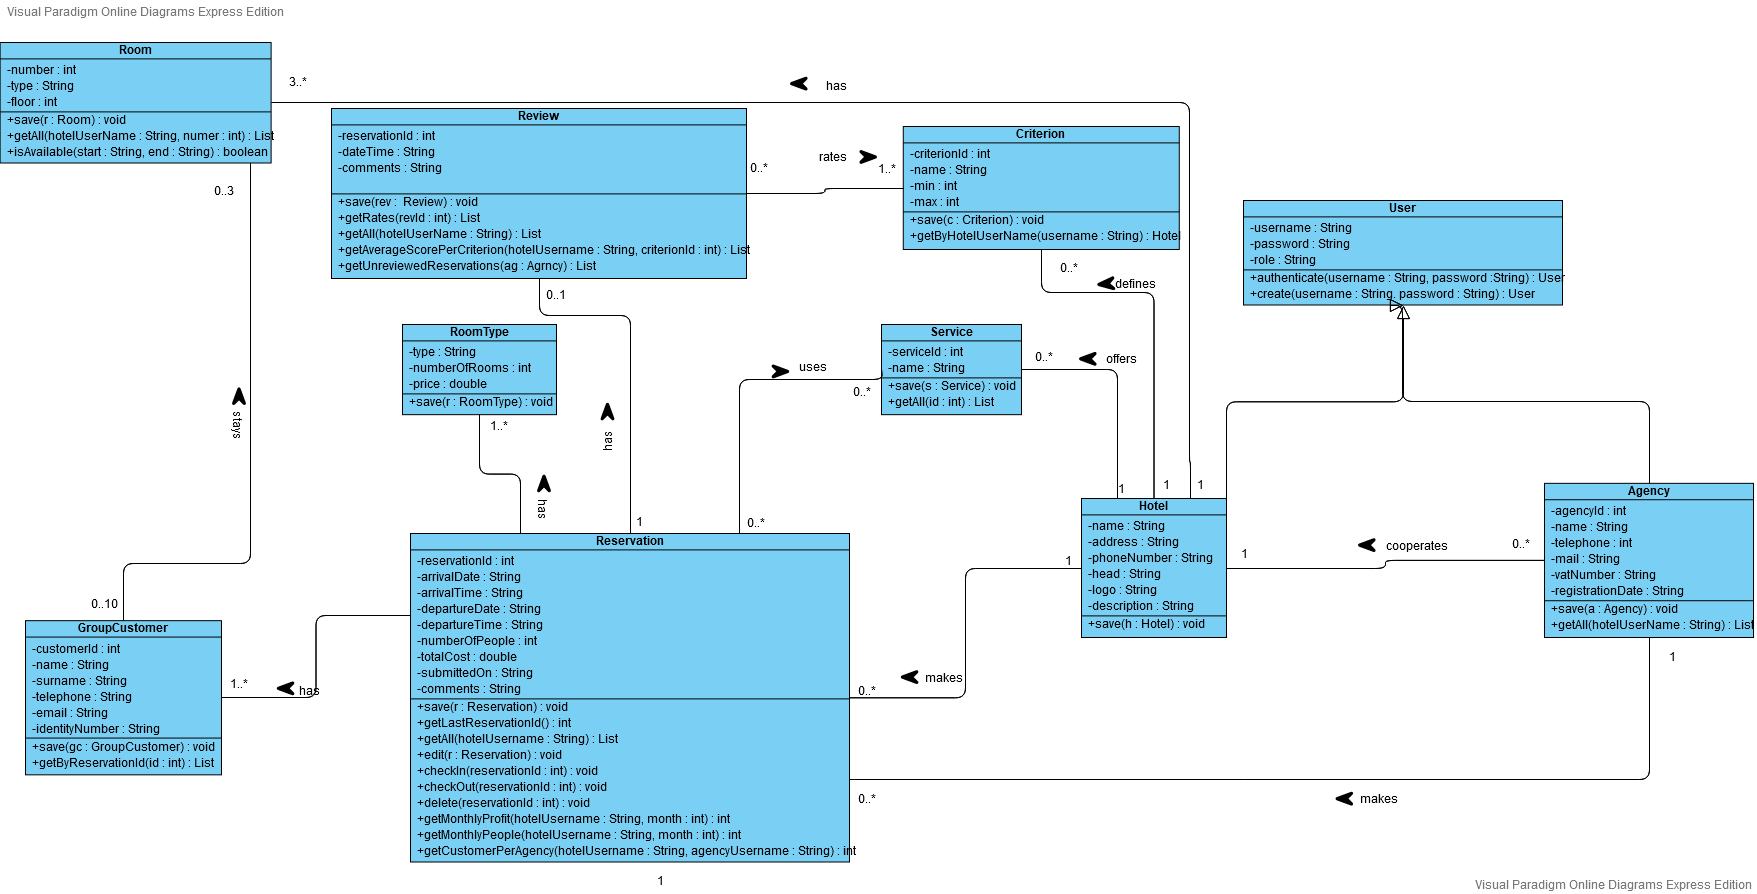 Visual Paradigm Online Diagrams Express Edition
Room
-number : int
-type : String
-floor : int
+save(r : Room) : void
+getAll(hotelUserName : String, numer : int) : List
+isAvailable(start : String, end : String) : boolean
3..*
has
Review
-reservationId : int
-dateTime : String
-comments : String
+save(rev : Review) : void
+getRates(revId : int) : List
+getAll(hotelUserName : String) : List
+getAverageScorePerCriterion(hotelUsername : String, criterionId : int) : List
+getUnreviewedReservations(ag : Agrncy) : List
0..*
rates
1..*
Criterion
-criterionId : int
-name : String
-min : int
-max : int
+save(c : Criterion) : void
+getByHotelUserName(username : String) : Hotel
0..3
User
-username : String
-password : String
-role : String
+authenticate(username : String, password :String) : User
+create(username : String, password : String) : User
0..*
defines
0..1
RoomType
-type : String
-numberOfRooms : int
-price : double
+save(r : RoomType) : void
1..*
uses
0..*
Service
-serviceId : int
-name : String
+save(s : Service) : void
+getAll(id : int) : List
0..*
offers
stays
has
has
1
0..*
1
1
1
Hotel
-name : String
-address : String
-phoneNumber : String
-head : String
-logo : String
-description : String
+save(h : Hotel) : void
1
1
cooperates
0..*
Agency
-agencyId : int
-name : String
-telephone : int
-mail : String
-vatNumber : String
-registrationDate : String
+save(a : Agency) : void
+getAll(hotelUserName : String) : List
1
0..10
GroupCustomer
-customerId : int
-name : String
-surname : String
-telephone : String
-email : String
-identityNumber : String
+save(gc : GroupCustomer) : void
+getByReservationId(id : int) : List
1..*
has
Reservation
-reservationId : int
-arrivalDate : String
-arrivalTime : String
-departureDate : String
-departureTime : String
-numberOfPeople : int
-totalCost : double
-submittedOn : String
-comments : String
+save(r : Reservation) : void
+getLastReservationId() : int
+getAll(hotelUsername : String) : List
+edit(r : Reservation) : void
+checkIn(reservationId : int) : void
+checkOut(reservationId : int) : void
+delete(reservationId : int) : void
+getMonthlyProfit(hotelUsername : String, month : int) : int
+getMonthlyPeople(hotelUsername : String, month : int) : int
+getCustomerPerAgency(hotelUsername : String, agencyUsername : String) : int
0..*
makes
0..*
makes
1
Visual Paradigm Online Diagrams Express Edition